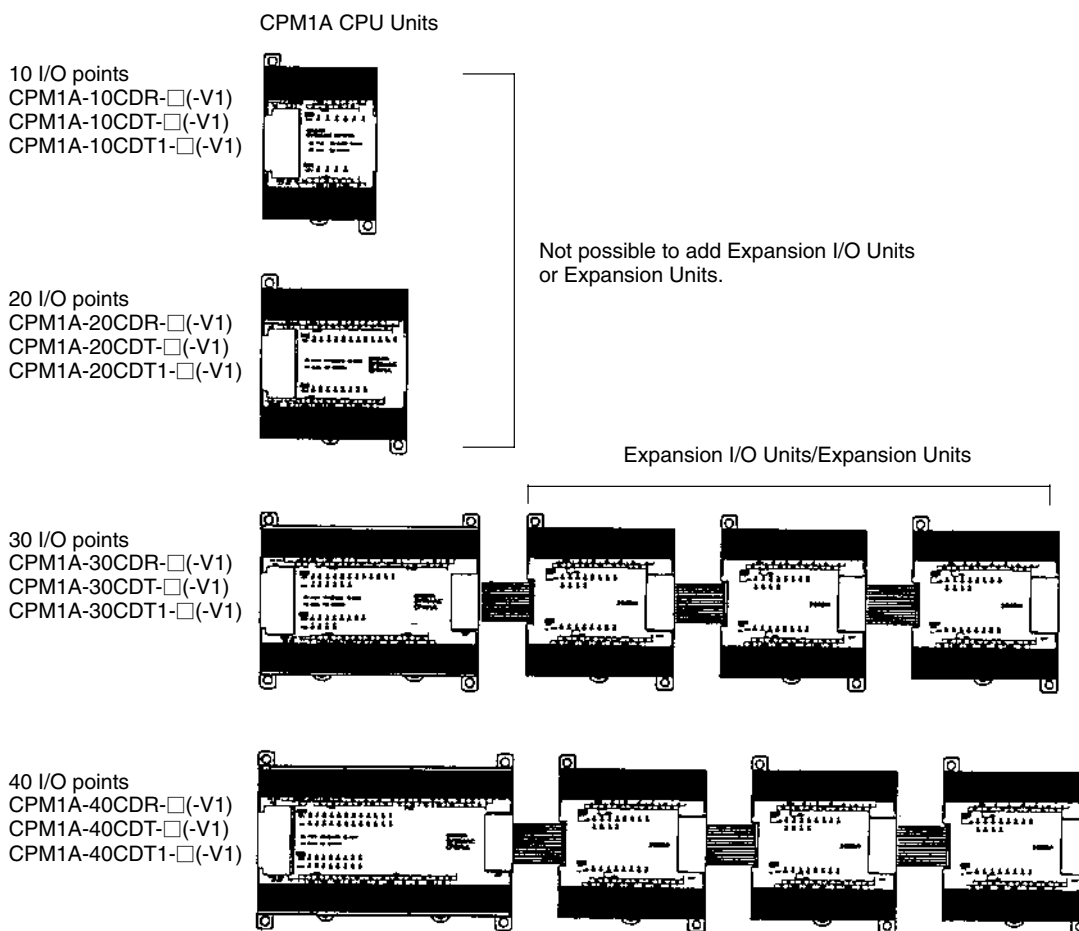 CPM1A CPU Units
10 I/O points
CPM1A-10CDR-□(-V1)
CPM1A-10CDT-□(-V1)
CPM1A-10CDT1-□(-V1)
Not possible to add Expansion I/O Units
or Expansion Units.
20 I/O points
CPM1A-20CDR-□(-V1)
CPM1A-20CDT-□(-V1)
CPM1A-20CDT1-□(-V1)
Expansion I/O Units/Expansion Units
30 I/O points
CPM1A-30CDR-□(-V1)
CPM1A-30CDT-□(-V1)
CPM1A-30CDT1-□(-V1)
40 I/O points
CPM1A-40CDR-□(-V1)
CPM1A-40CDT-□(-V1)
CPM1A-40CDT1-□(-V1)